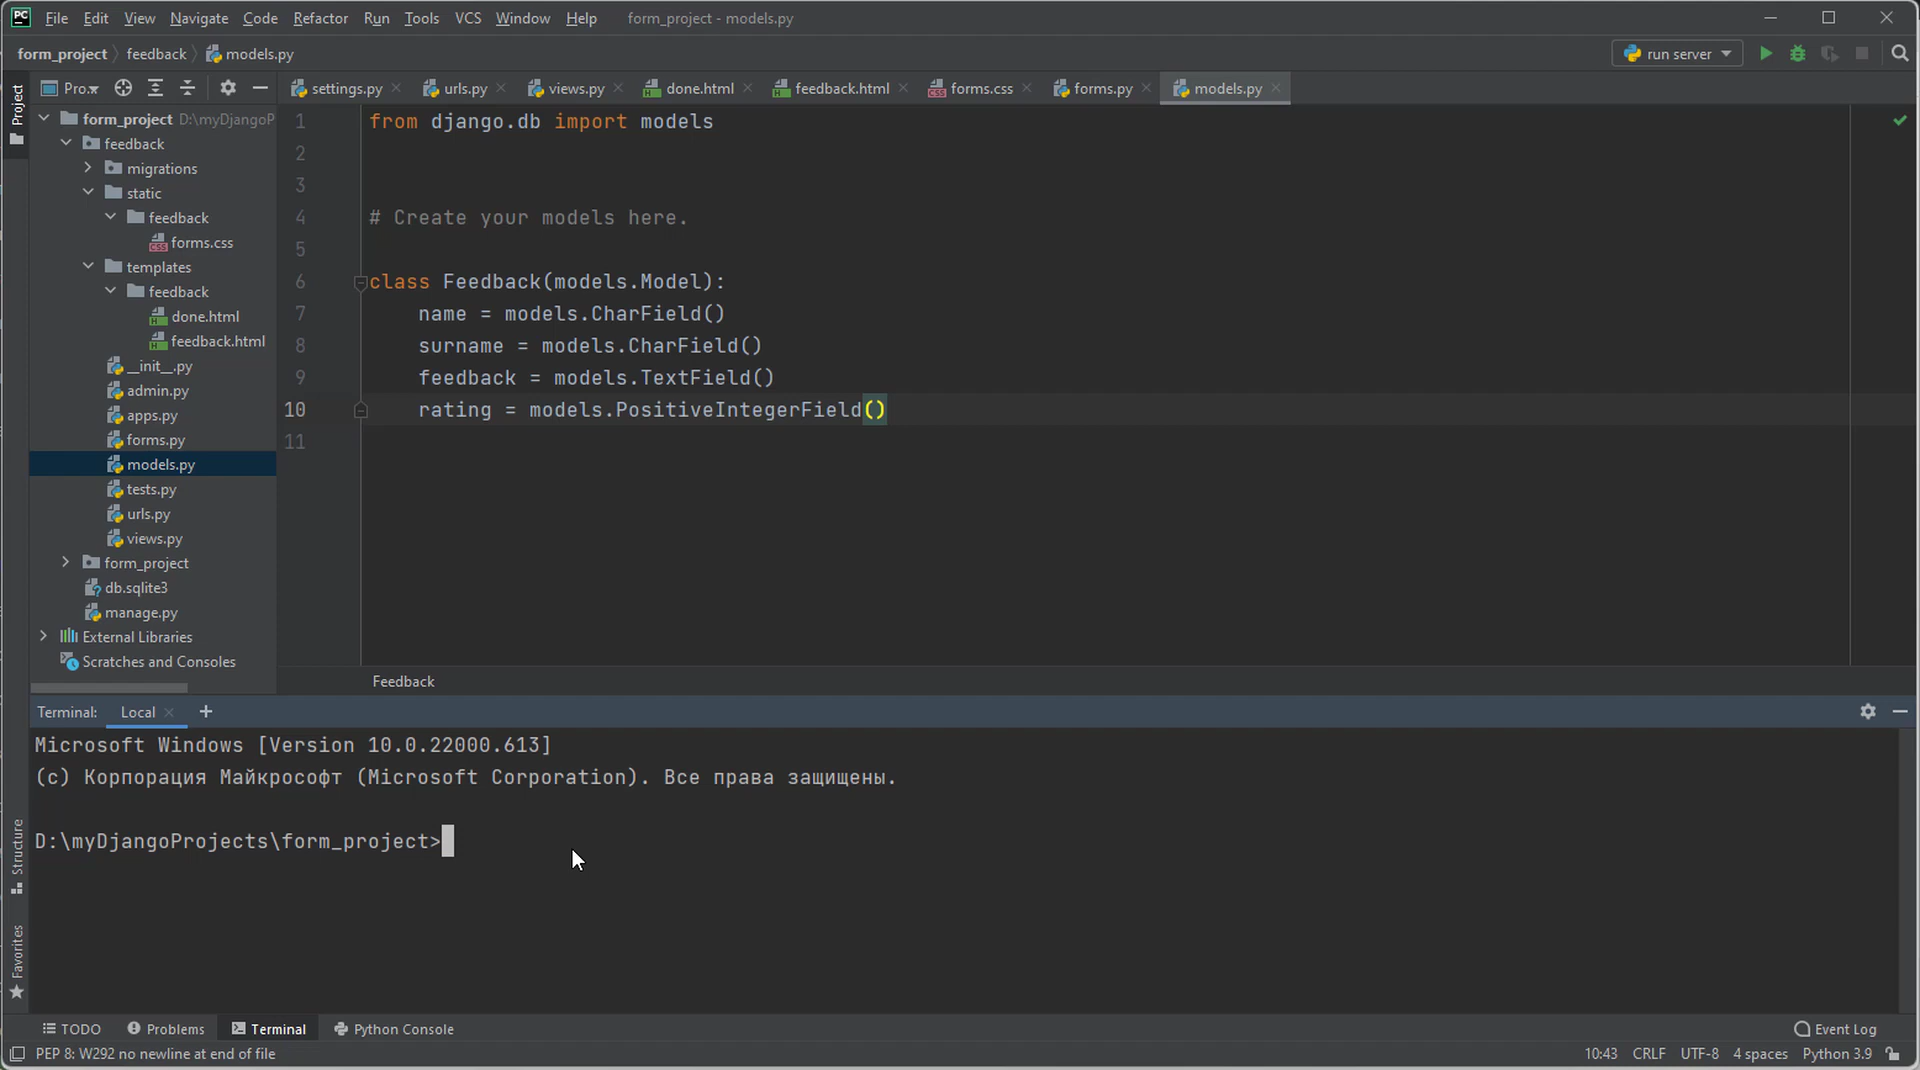 PC File Edit View Navigate Code Refactor Run Tools VCS Window Help form_project - models.py
form_project feedback models.py run server
Project
Pro...
settings.py urls.py views.py done.html feedback.html forms.css forms.py models.py
form_project D:\myDjangoP
feedback
migrations
static
feedback
forms.css
templates
feedback
done.html
feedback.html
__init__.py
admin.py
apps.py
forms.py
models.py
tests.py
urls.py
views.py
form_project
db.sqlite3
manage.py
External Libraries
Scratches and Consoles
1 from django.db import models
2
3
4 # Create your models here.
5
6 class Feedback(models.Model):
7 name = models.CharField()
8 surname = models.CharField()
9 feedback = models.TextField()
10 rating = models.PositiveIntegerField()
11
Feedback
Terminal: Local +
Microsoft Windows [Version 10.0.22000.613]
(c) Корпорация Майкрософт (Microsoft Corporation). Все права защищены.
D:\myDjangoProjects\form_project>
Structure
Favorites
TODO Problems Terminal Python Console Event Log
PEP 8: W292 no newline at end of file 10:43 CRLF UTF-8 4 spaces Python 3.9